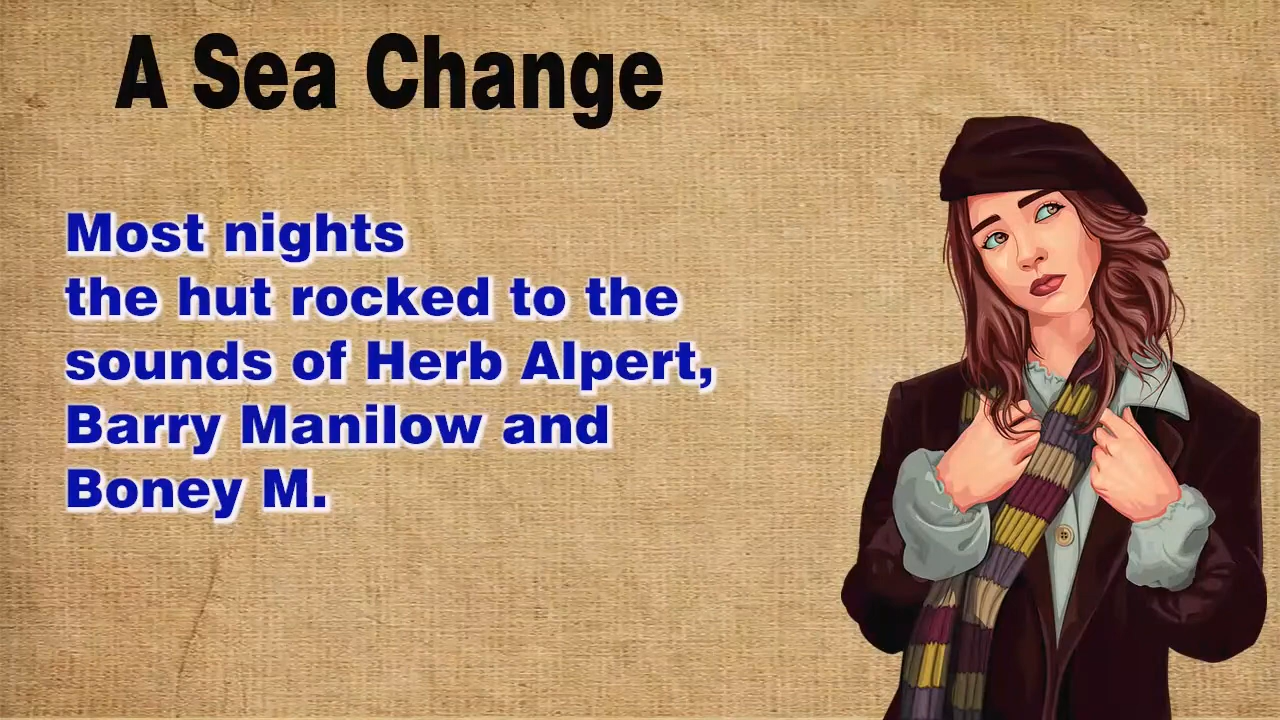 A Sea Change
Most nights
the hut rocked to the
sounds of Herb Alpert,
Barry Manilow and
Boney M.